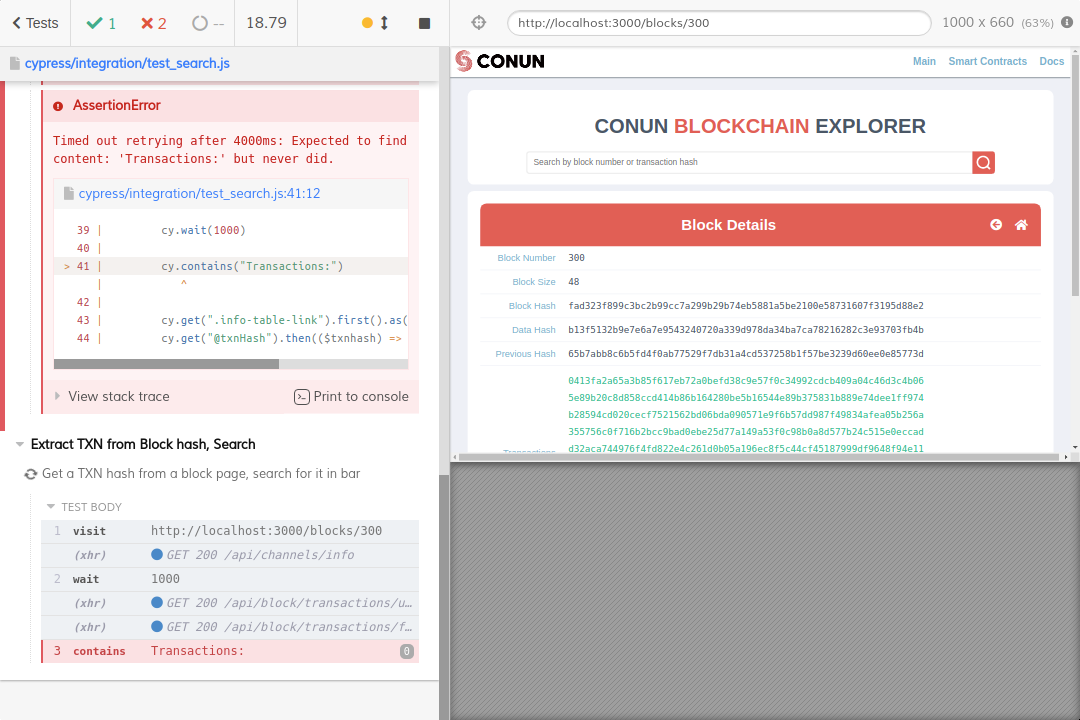 Tests
1
2
--
18.79
http://localhost:3000/blocks/300
1000 x 660 (63%)
cypress/integration/test_search.js
AssertionError
Timed out retrying after 4000ms: Expected to find
content: 'Transactions:' but never did.
cypress/integration/test_search.js:41:12
39 | cy.wait(1000)
40 |
> 41 | cy.contains("Transactions:")
| ^
42 |
43 | cy.get(".info-table-link").first().as(
44 | cy.get("@txnHash").then(($txnhash) =>
View stack trace
Print to console
Extract TXN from Block hash, Search
Get a TXN hash from a block page, search for it in bar
TEST BODY
1 visit http://localhost:3000/blocks/300
(xhr) GET 200 /api/channels/info
2 wait 1000
(xhr) GET 200 /api/block/transactions/u…
(xhr) GET 200 /api/block/transactions/f…
3 contains Transactions: 0
CONUN
Main Smart Contracts Docs
CONUN BLOCKCHAIN EXPLORER
Search by block number or transaction hash
Block Details
Block Number 300
Block Size 48
Block Hash fad323f899c3bc2b99cc7a299b29b74eb5881a5be2100e58731607f3195d88e2
Data Hash b13f5132b9e7e6a7e9543240720a339d978da34ba7ca78216282c3e93703fb4b
Previous Hash 65b7abb8c6b5fd4f0ab77529f7db31a4cd537258b1f57be3239d60ee0e85773d
0413fa2a65a3b85f617eb72a0befd38c9e57f0c34992cdcb409a04c46d3c4b06
5e89b20c8d858ccd414b86b164280be5b16544e89b375831b889e74dee1ff974
b28594cd020cecf7521562bd06bda090571e9f6b57dd987f49834afea05b256a
355756c0f716b2bcc9bad0ebe25d77a149a53f0c98b0a8d577b24c515e0eccad
Transactions d32aca744976f4fd822e4c261d0b05a196ec8f5c44cf45187999df9648f94e11